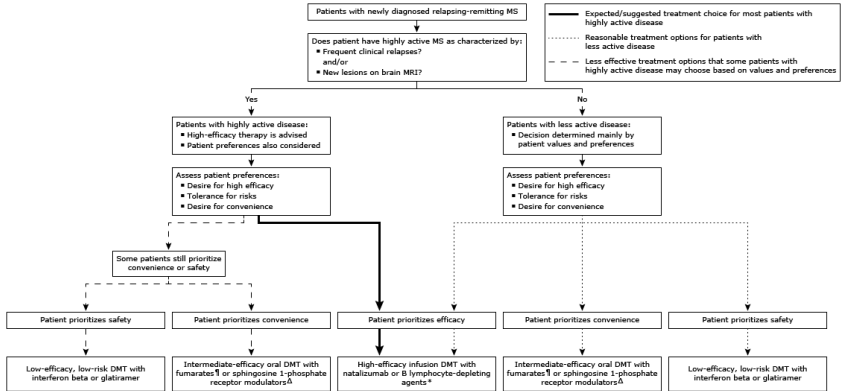 Patients with newly diagnosed relapsing-remitting MS
Expected/suggested treatment choice for most patients with
highly active disease
Reasonable treatment options for patients with
less active disease
Less effective treatment options that some patients with
highly active disease may choose based on values and preferences
Does patient have highly active MS as characterized by:
▪ Frequent clinical relapses?
and/or
▪ New lesions on brain MRI?
Yes
No
Patients with highly active disease:
▪ High-efficacy therapy is advised
▪ Patient preferences also considered
Patients with less active disease:
▪ Decision determined mainly by
patient values and preferences
Assess patient preferences:
▪ Desire for high efficacy
▪ Tolerance for risks
▪ Desire for convenience
Assess patient preferences:
▪ Desire for high efficacy
▪ Tolerance for risks
▪ Desire for convenience
Some patients still prioritize
convenience or safety
Patient prioritizes safety
Patient prioritizes convenience
Patient prioritizes efficacy
Patient prioritizes convenience
Patient prioritizes safety
Low-efficacy, low-risk DMT with
interferon beta or glatiramer
Intermediate-efficacy oral DMT with
fumarates¶ or sphingosine 1-phosphate
receptor modulatorsΔ
High-efficacy infusion DMT with
natalizumab or B lymphocyte-depleting
agents*
Intermediate-efficacy oral DMT with
fumarates¶ or sphingosine 1-phosphate
receptor modulatorsΔ
Low-efficacy, low-risk DMT with
interferon beta or glatiramer